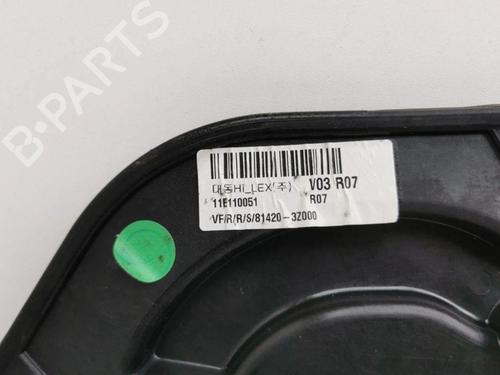 B-PARTS
대동HI_LEX(주) V03 R07
11E110051 R07
VF/R/R/S/81420-3Z000